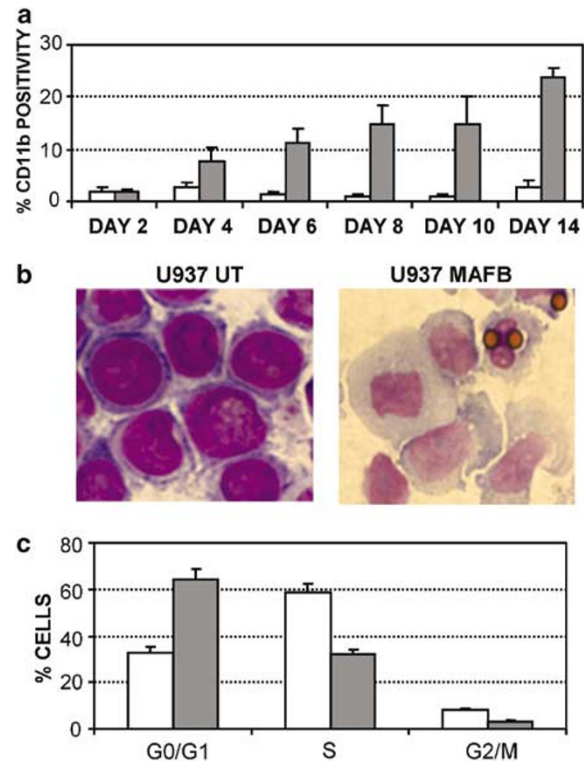 a
% CD11b POSITIVITY
30
20
10
0
DAY 2 DAY 4 DAY 6 DAY 8 DAY 10 DAY 14
b
U937 UT U937 MAFB
c
% CELLS
80
60
40
20
0
G0/G1 S G2/M